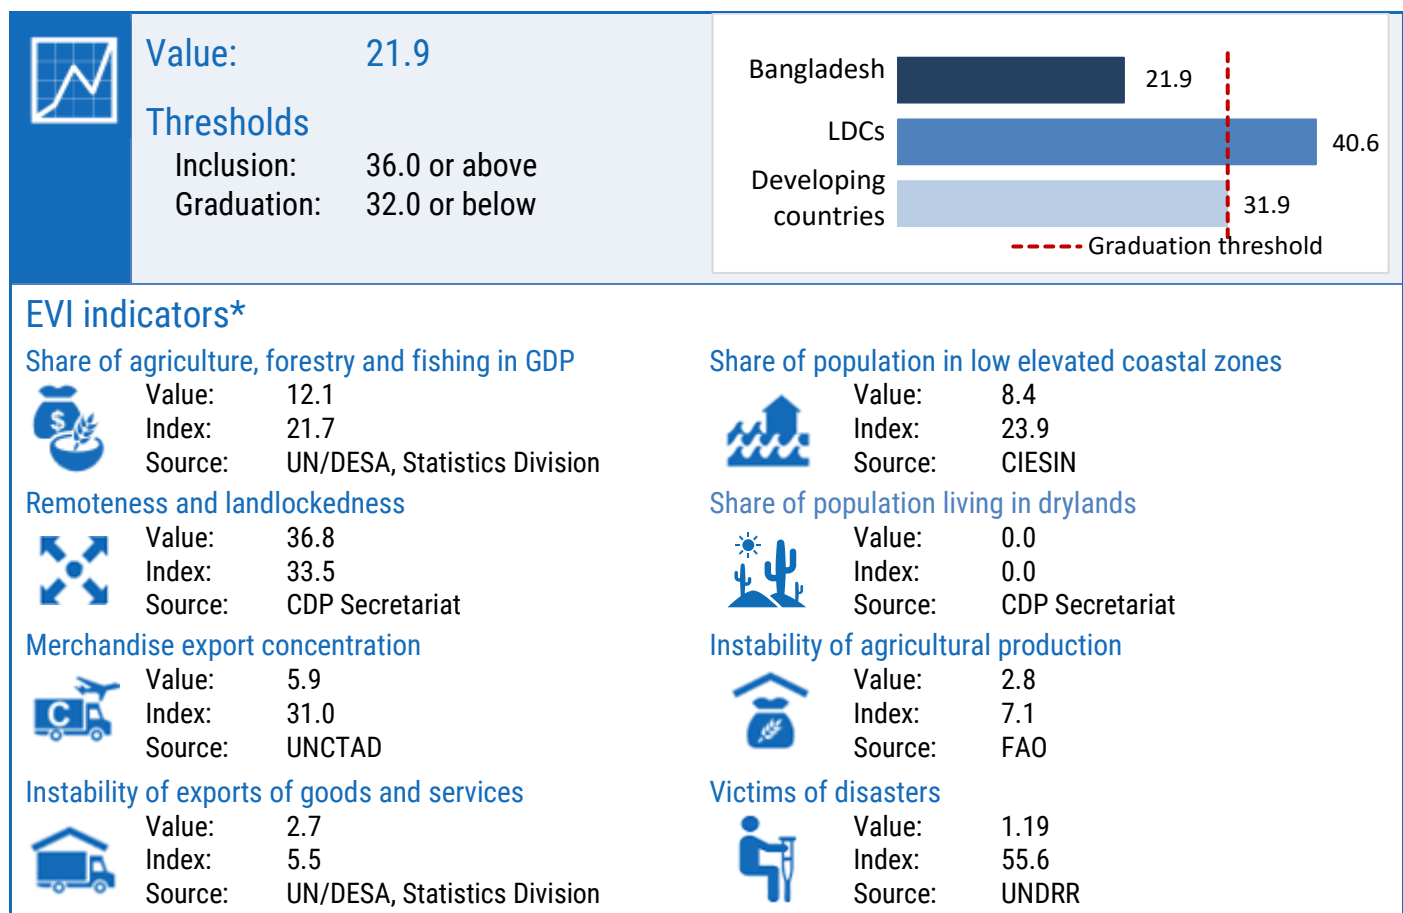 Value: 21.9
Thresholds
Inclusion: 36.0 or above
Graduation: 32.0 or below
Bangladesh 21.9
LDCs 40.6
Developing
countries 31.9
Graduation threshold
EVI indicators*
Share of agriculture, forestry and fishing in GDP
$
Value: 12.1
Index: 21.7
Source: UN/DESA, Statistics Division
Remoteness and landlockedness
Value: 36.8
Index: 33.5
Source: CDP Secretariat
Merchandise export concentration
C
Value: 5.9
Index: 31.0
Source: UNCTAD
Instability of exports of goods and services
Value: 2.7
Index: 5.5
Source: UN/DESA, Statistics Division
Share of population in low elevated coastal zones
Value: 8.4
Index: 23.9
Source: CIESIN
Share of population living in drylands
Value: 0.0
Index: 0.0
Source: CDP Secretariat
Instability of agricultural production
Value: 2.8
Index: 7.1
Source: FAO
Victims of disasters
Value: 1.19
Index: 55.6
Source: UNDRR